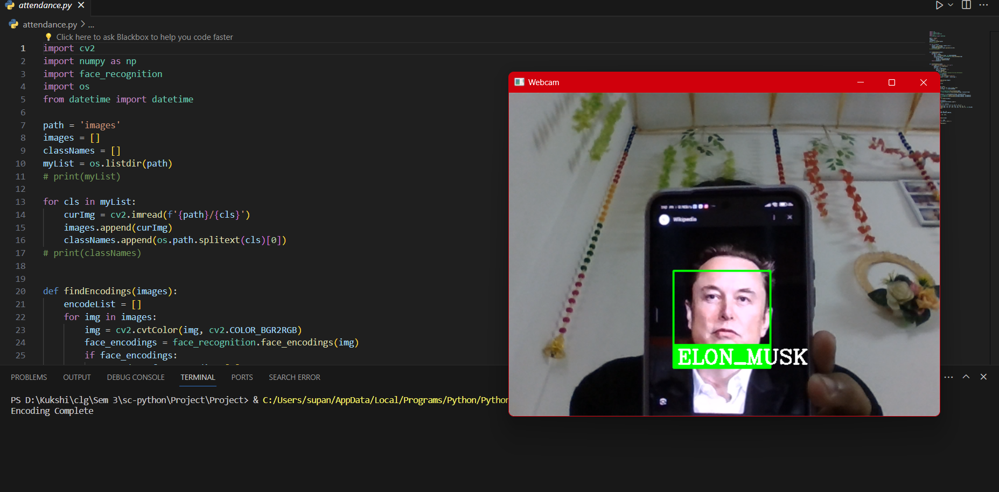 attendance.py
attendance.py > ...
Click here to ask Blackbox to help you code faster
1 import cv2
2 import numpy as np
3 import face_recognition
4 import os
5 from datetime import datetime
6
7 path = 'images'
8 images = []
9 classNames = []
10 myList = os.listdir(path)
11 # print(myList)
12
13 for cls in myList:
14 curImg = cv2.imread(f'{path}/{cls}')
15 images.append(curImg)
16 classNames.append(os.path.splitext(cls)[0])
17 # print(classNames)
18
19
20 def findEncodings(images):
21 encodeList = []
22 for img in images:
23 img = cv2.cvtColor(img, cv2.COLOR_BGR2RGB)
24 face_encodings = face_recognition.face_encodings(img)
25 if face_encodings:
Webcam
Wikipedia
ELON_MUSK
PROBLEMS OUTPUT DEBUG CONSOLE TERMINAL PORTS SEARCH ERROR
PS D:\Kukshi\clg\Sem 3\sc-python\Project\Project> & C:/Users/supan/AppData/Local/Programs/Python/Python
Encoding Complete